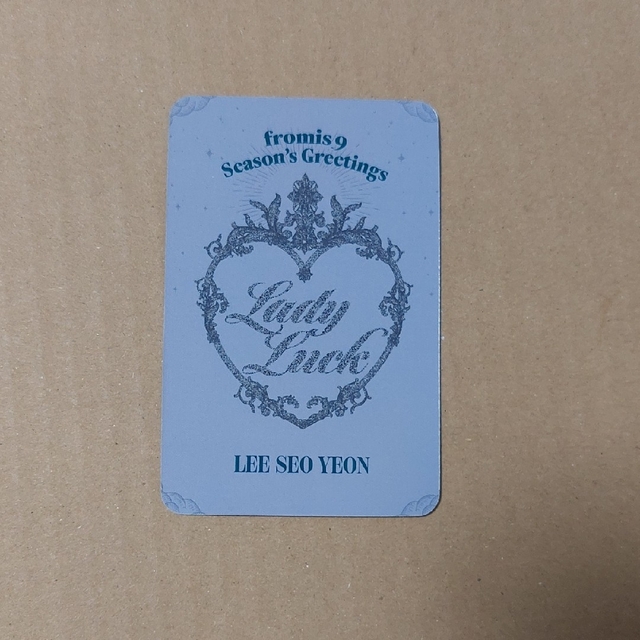 fromis 9
Season's Greetings
Lady
Luck
LEE SEO YEON